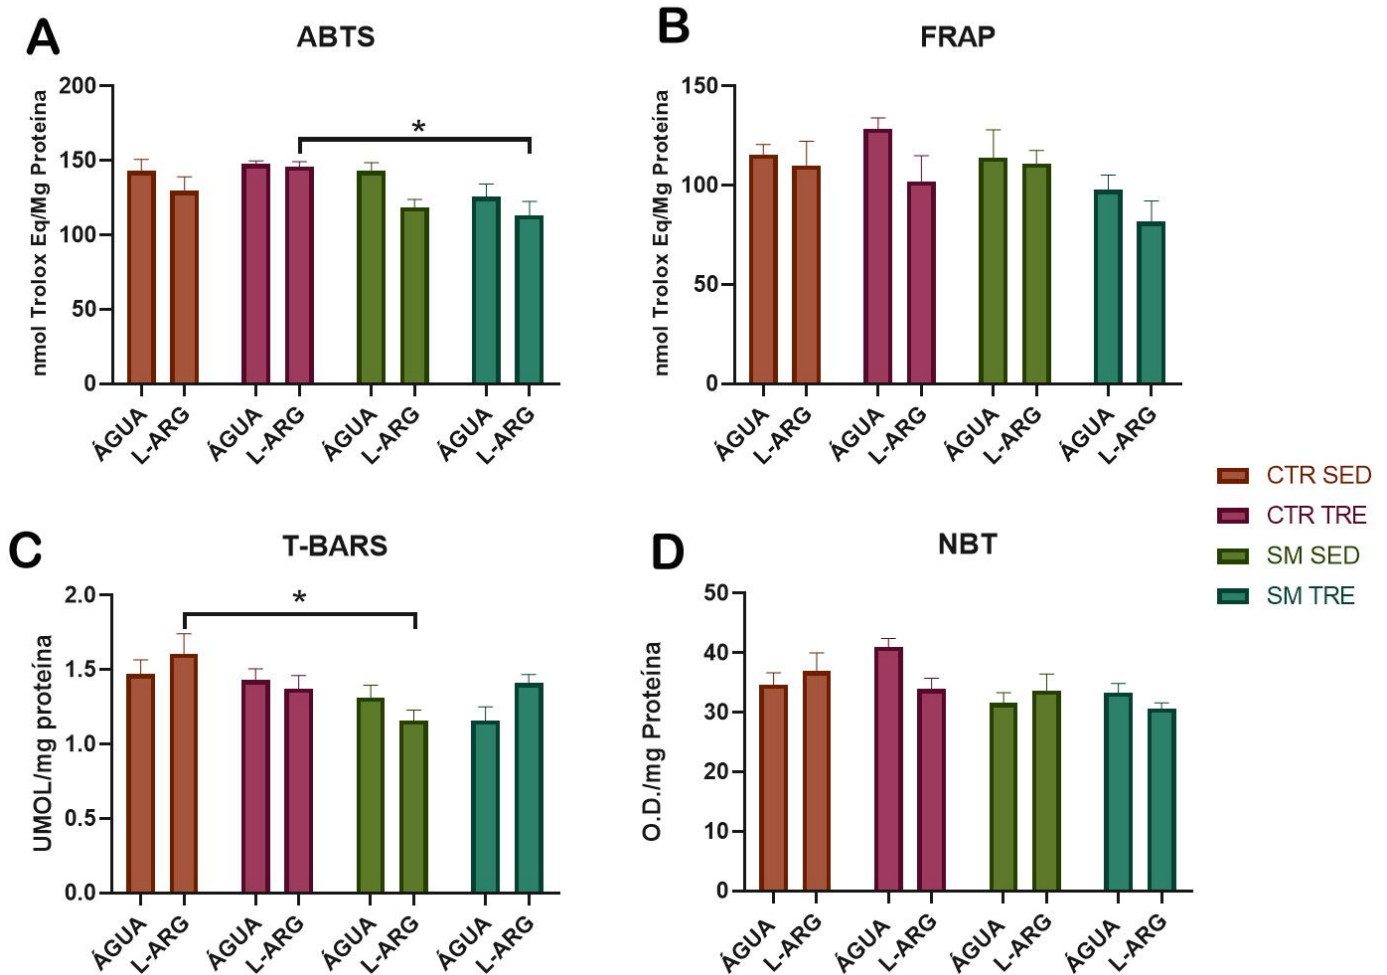 A
ABTS
nmol Trolox Eq/Mg Proteína
200
150
100
50
0
*
ÁGUA
L-ARG
ÁGUA
L-ARG
ÁGUA
L-ARG
ÁGUA
L-ARG
B
FRAP
nmol Trolox Eq/Mg Proteína
150
100
50
0
ÁGUA
L-ARG
ÁGUA
L-ARG
ÁGUA
L-ARG
ÁGUA
L-ARG
CTR SED
CTR TRE
SM SED
SM TRE
C
T-BARS
UMOL/mg proteína
2.0
1.5
1.0
0.5
0.0
*
ÁGUA
L-ARG
ÁGUA
L-ARG
ÁGUA
L-ARG
ÁGUA
L-ARG
D
NBT
O.D./mg Proteína
50
40
30
20
10
0
ÁGUA
L-ARG
ÁGUA
L-ARG
ÁGUA
L-ARG
ÁGUA
L-ARG